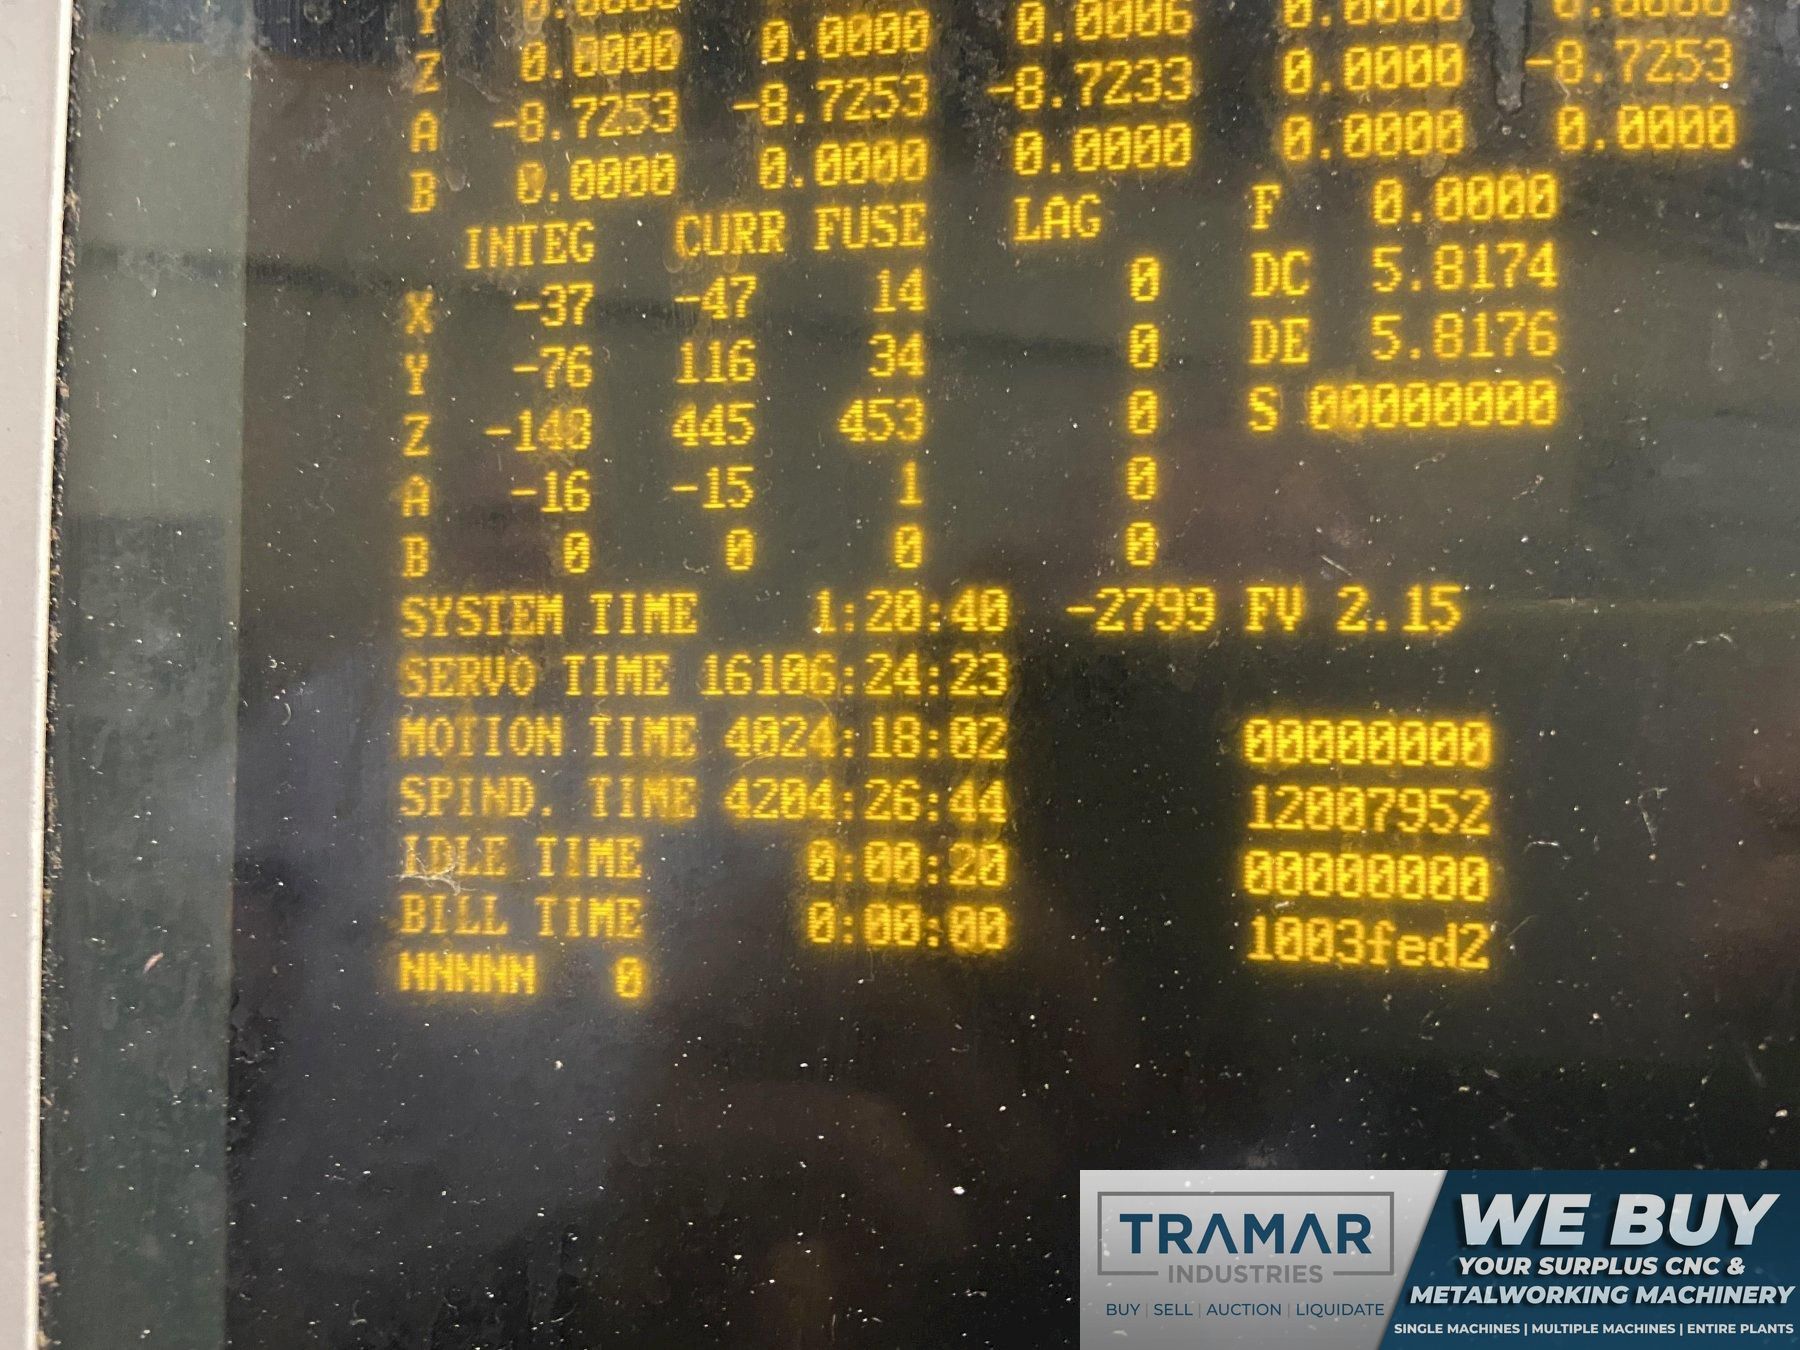 Y 0.0000 0.0000 0.0006 0.0000 0.0000
Z 0.0000 0.0000 -8.7233 0.0000 -8.7253
A -8.7253 -8.7253 0.0000 0.0000 0.0000
B 0.0000 0.0000
INTEG CURR FUSE LAG F 0.0000
X -37 -47 14 0 DC 5.8174
Y -76 116 34 0 DE 5.8176
Z -148 445 453 0 S 00000000
A -16 -15 1 0
B 0 0 0 0
SYSTEM TIME 1:20:40 -2799 FV 2.15
SERVO TIME 16106:24:23
MOTION TIME 4024:18:02 00000000
SPIND. TIME 4204:26:44 12007952
IDLE TIME 0:00:20 00000000
BILL TIME 0:00:00 1003fed2
NNNNN 0
TRAMAR
INDUSTRIES
BUY | SELL | AUCTION | LIQUIDATE
WE BUY
YOUR SURPLUS CNC &
METALWORKING MACHINERY
SINGLE MACHINES | MULTIPLE MACHINES | ENTIRE PLANTS